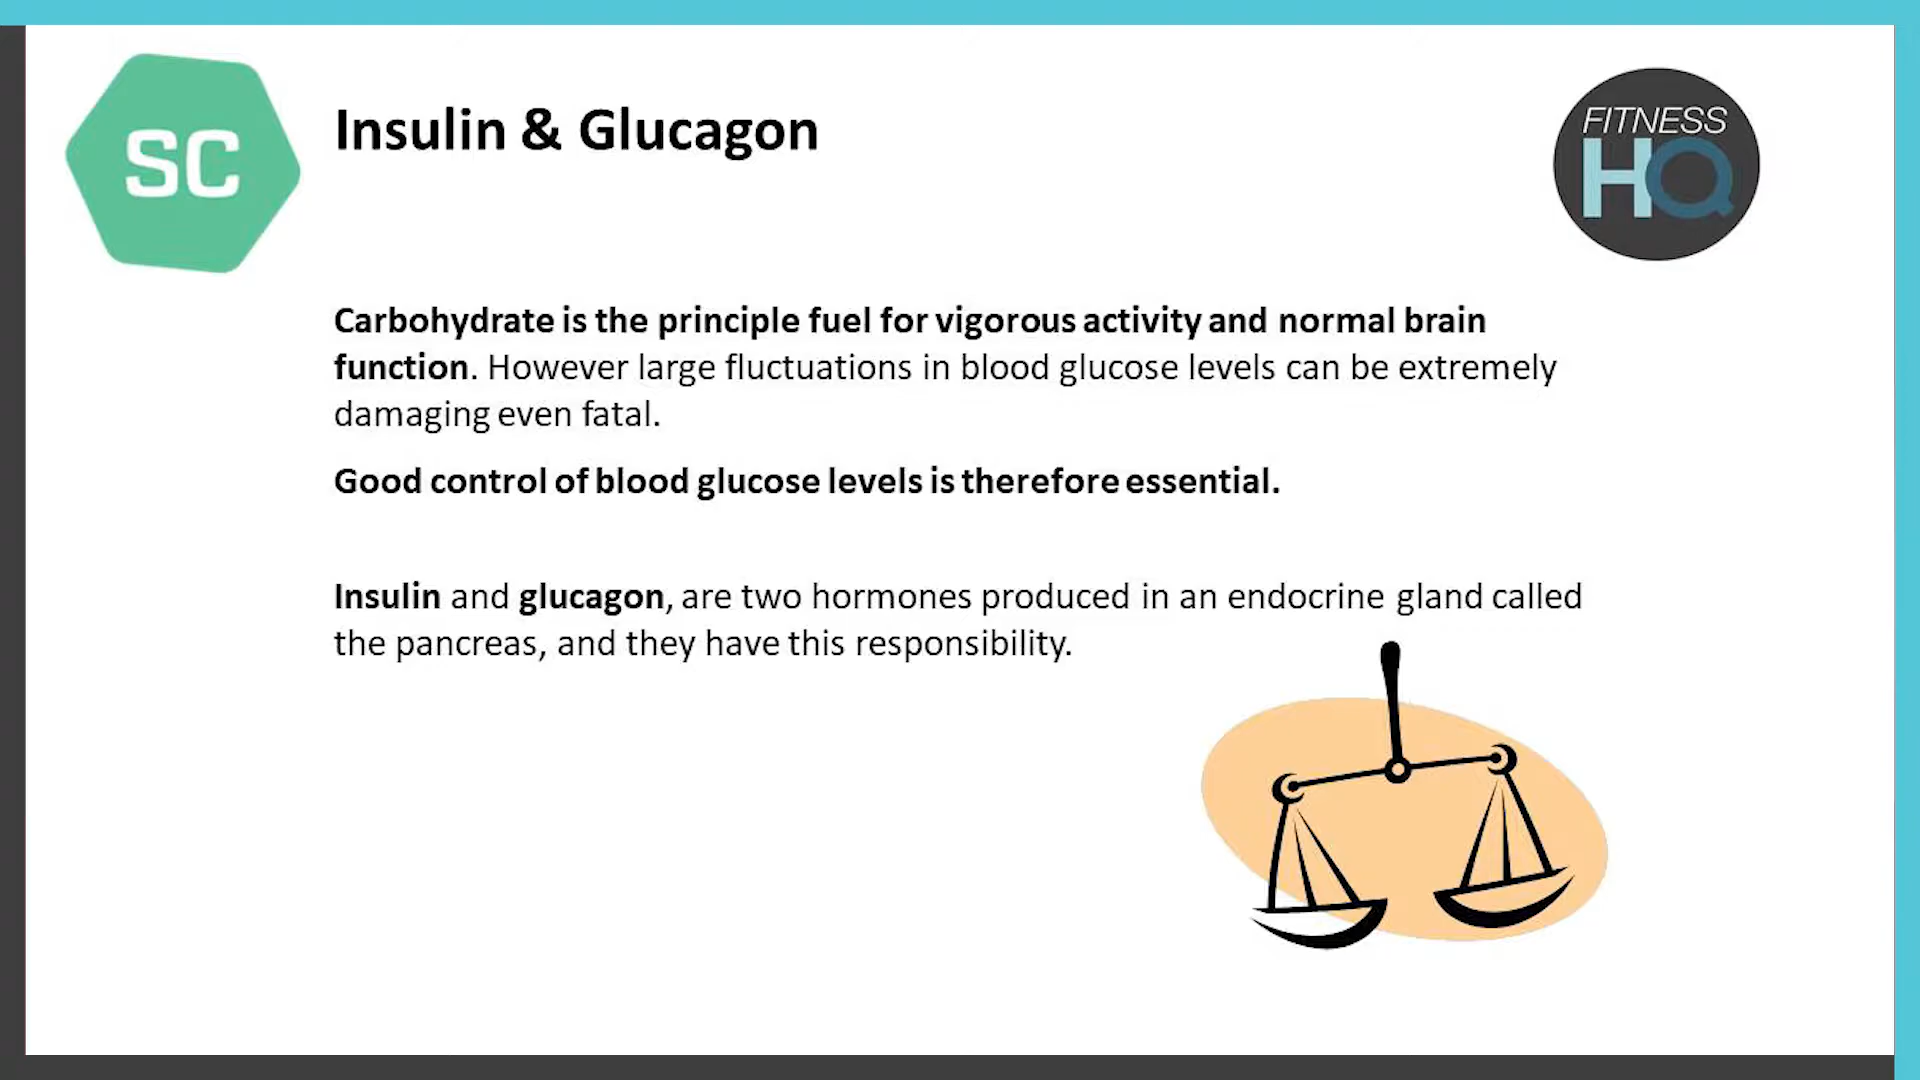 SC
Insulin & Glucagon
FITNESS
HQ
Carbohydrate is the principle fuel for vigorous activity and normal brain
function. However large fluctuations in blood glucose levels can be extremely
damaging even fatal.
Good control of blood glucose levels is therefore essential.
Insulin and glucagon, are two hormones produced in an endocrine gland called
the pancreas, and they have this responsibility.